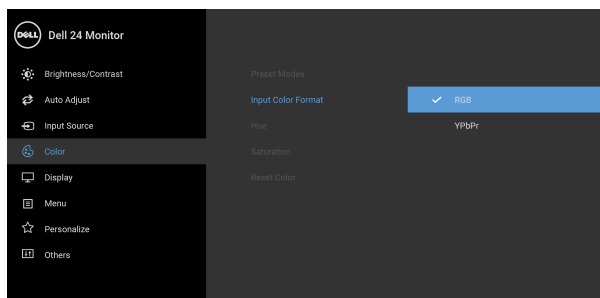 DELL Dell 24 Monitor
Brightness/Contrast
Auto Adjust
Input Source
Color
Display
Menu
Personalize
Others
Preset Modes
Input Color Format
Hue
Saturation
Reset Color
RGB
YPbPr